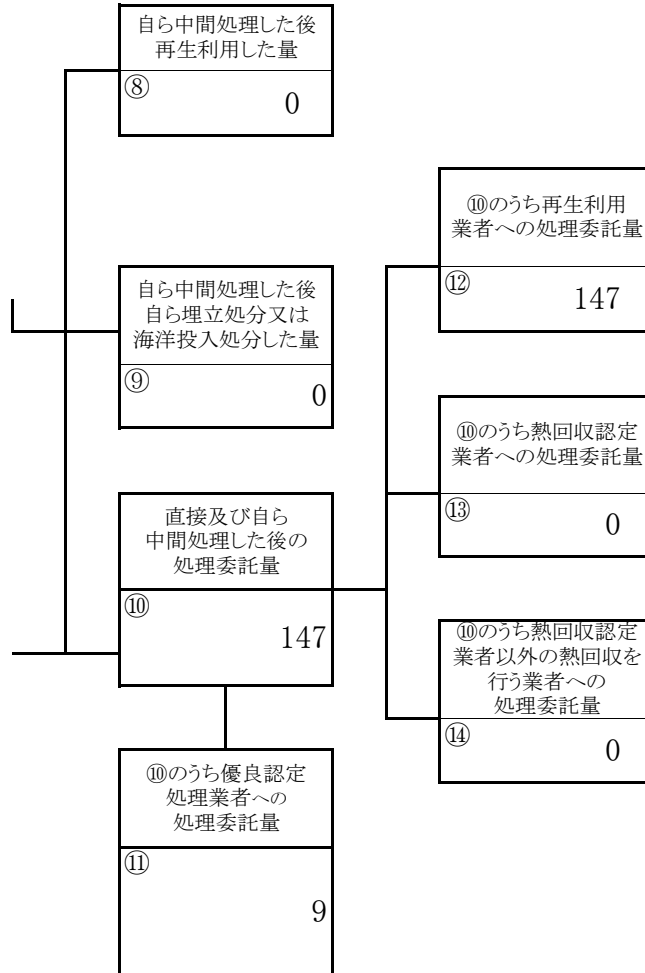 自ら中間処理した後
再生利用した量
⑧
0
自ら中間処理した後
自ら埋立処分又は
海洋投入処分した量
⑨
0
直接及び自ら
中間処理した後の
処理委託量
⑩
147
⑩のうち優良認定
処理業者への
処理委託量
⑪
9
⑩のうち再生利用
業者への処理委託量
⑫
147
⑩のうち熱回収認定
業者への処理委託量
⑬
0
⑩のうち熱回収認定
業者以外の熱回収を
行う業者への
処理委託量
⑭
0